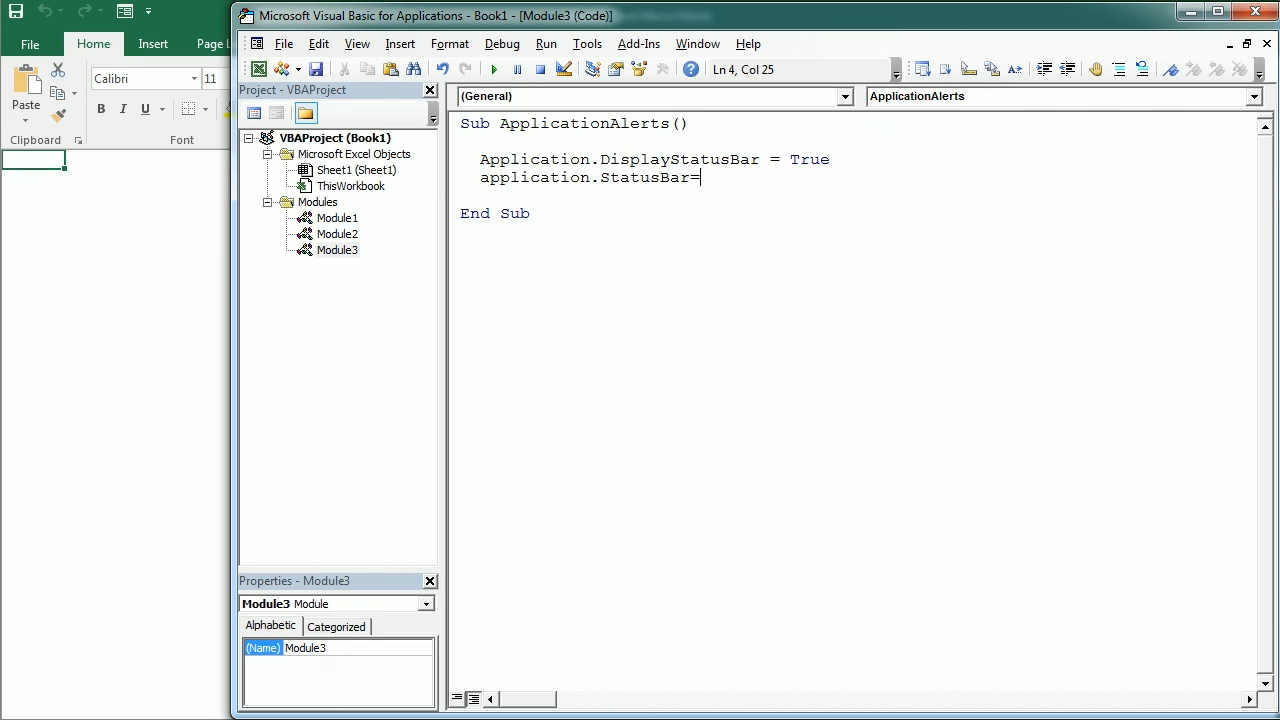 File
Home
Insert
Page L
Paste
Calibri
11
B I U
Clipboard
Font
Microsoft Visual Basic for Applications - Book1 - [Module3 (Code)]
File Edit View Insert Format Debug Run Tools Add-Ins Window Help
Ln 4, Col 25
Project - VBAProject
VBAProject (Book1)
Microsoft Excel Objects
Sheet1 (Sheet1)
ThisWorkbook
Modules
Module1
Module2
Module3
Properties - Module3
Module3 Module
Alphabetic Categorized
(Name) Module3
(General)
ApplicationAlerts
Sub ApplicationAlerts()
Application.DisplayStatusBar = True
application.StatusBar=
End Sub